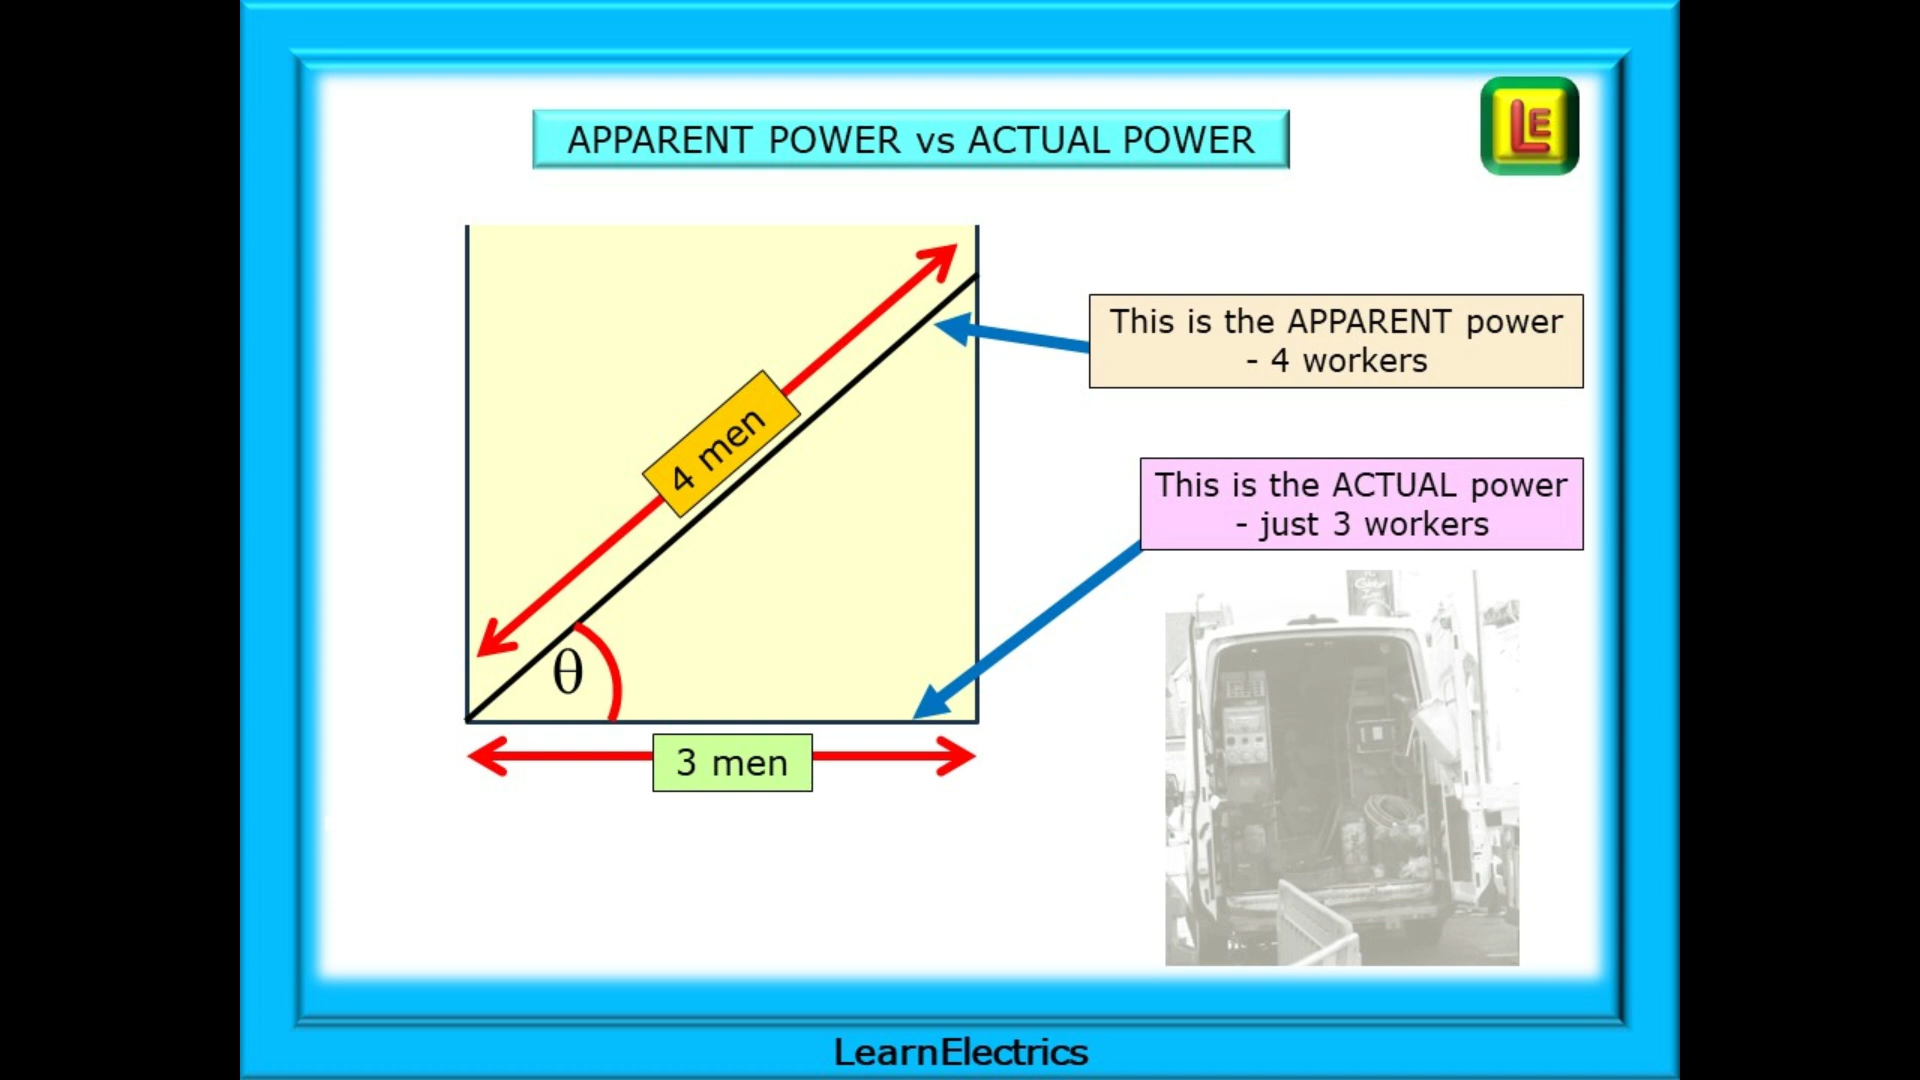 APPARENT POWER vs ACTUAL POWER
LE
This is the APPARENT power
- 4 workers
4 men
This is the ACTUAL power
- just 3 workers
θ
3 men
LearnElectrics